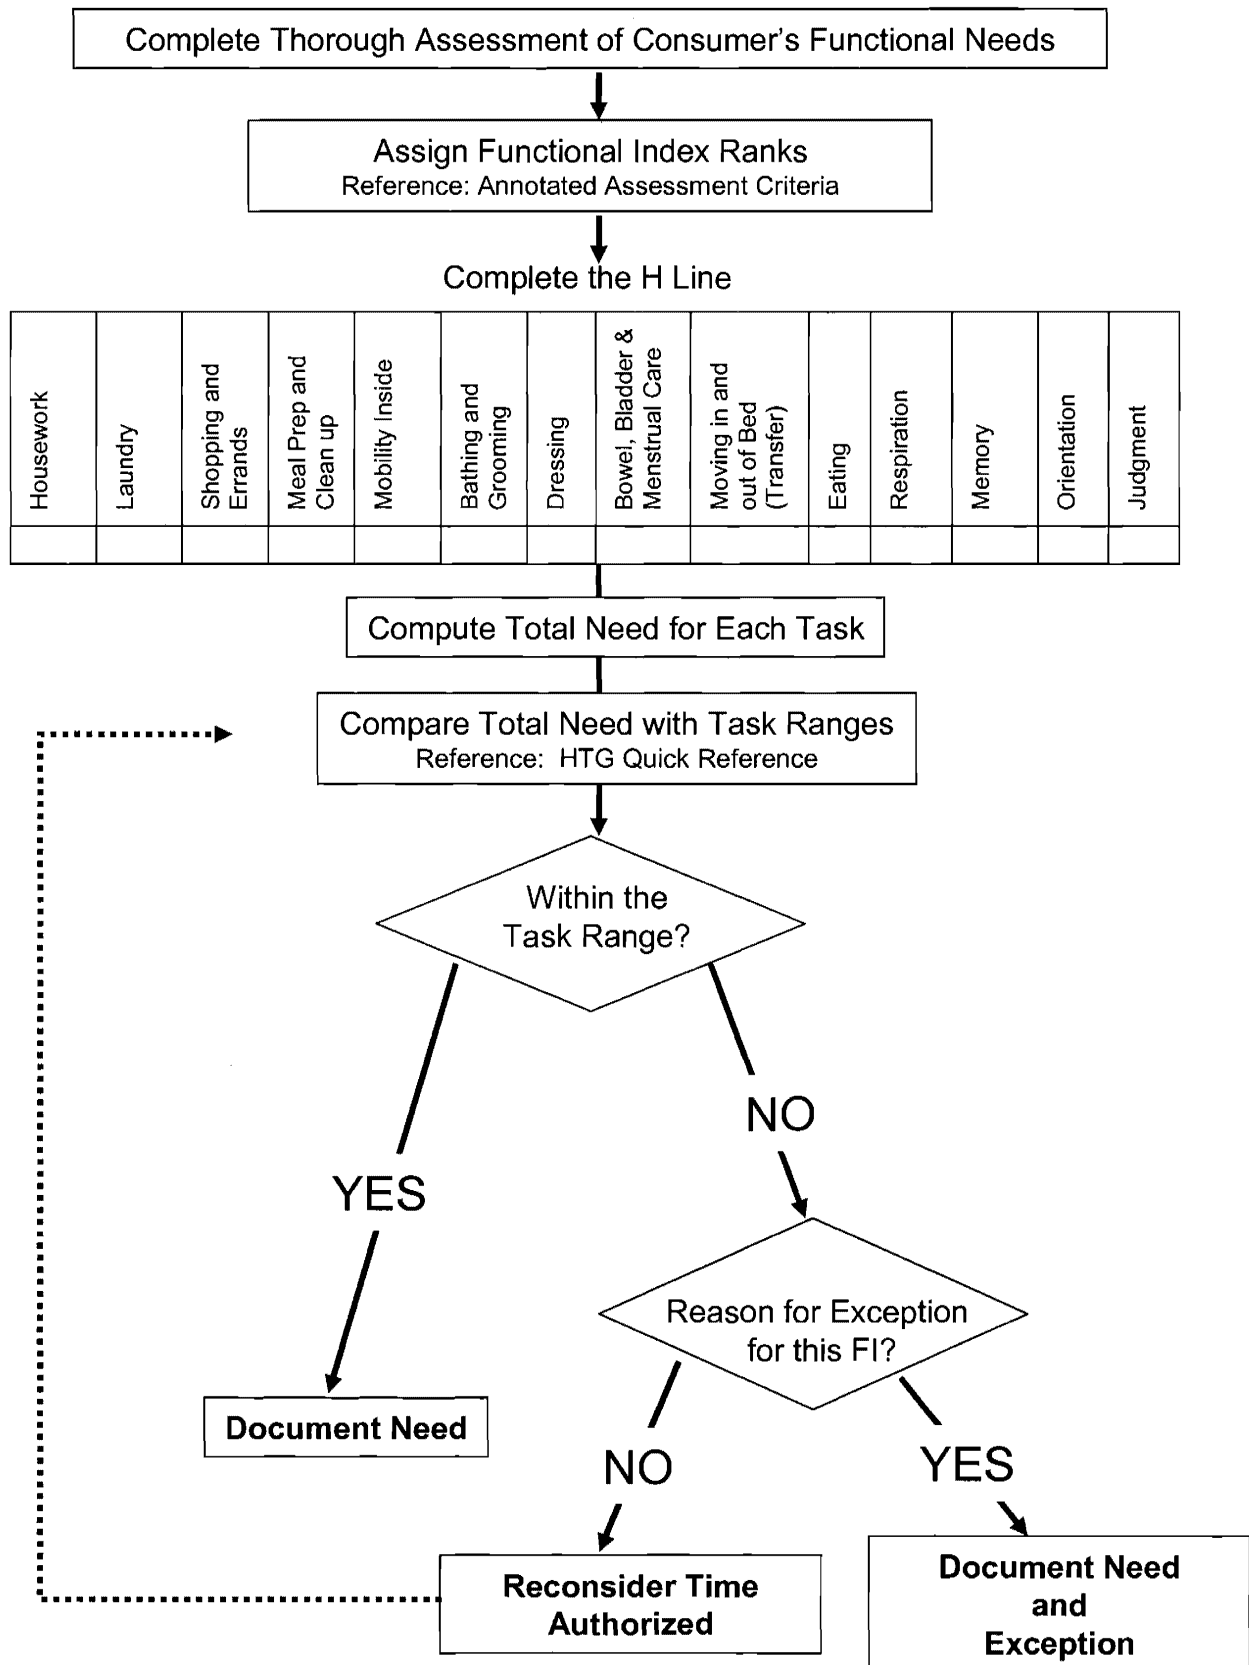 Complete Thorough Assessment of Consumer's Functional Needs
Assign Functional Index Ranks
Reference: Annotated Assessment Criteria
Complete the H Line
Housework
Laundry
Shopping and
Errands
Meal Prep and
Clean up
Mobility Inside
Bathing and
Grooming
Dressing
Bowel, Bladder &
Menstrual Care
Moving in and
out of Bed
(Transfer)
Eating
Respiration
Memory
Orientation
Judgment
Compute Total Need for Each Task
Compare Total Need with Task Ranges
Reference: HTG Quick Reference
Within the
Task Range?
NO
YES
Reason for Exception
for this FI?
Document Need
NO
YES
Reconsider Time
Authorized
Document Need
and
Exception